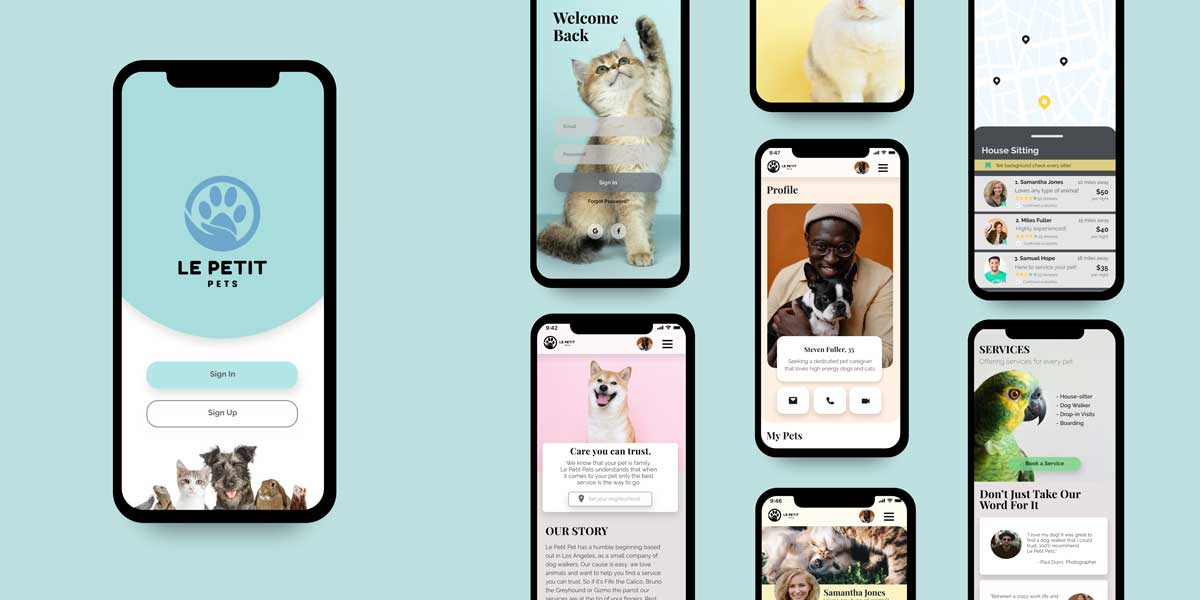 LE PETIT
PETS
Sign In
Sign Up
Welcome
Back
Email
Password
Sign In
Forgot Password?
G
f
9:42
LE PETIT
Care you can trust.
We know that your pet is family.
Le Petit Pets understands that when
it comes to your pet only the best
service is the way to go.
Set your neighborhood
OUR STORY
Le Petit Pet has a humble beginning based
out in Los Angeles, as a small company of
dog walkers. Our cause is easy, we love
animals and want to help you find a service
you can trust. So if it's Fife the Calico, Bruno
the Greyhound or Gizmo the parrot our
services are at the tip of your fingers. Best
9:47
LE PETIT
Profile
Steven Fuller, 35
Seeking a dedicated pet caregiver
that loves high energy dogs and cats.
My Pets
9:46
LE PETIT
Samantha Jones
House Sitting
We background check every sitter
1. Samantha Jones
10 miles away
Loves any type of animal!
$50
per night
2. Miles Fuller
15 miles away
Highly experienced!
$40
per night
3. Samuel Hope
18 miles away
Here to service your pet!
$35
per night
SERVICES
Offering services for every pet
- House-sitter
- Dog Walker
- Drop-in Visits
- Boarding
Book a Service
Don't Just Take Our
Word For It
"I love my dog! It was great to
find a dog-walker that I could
trust. 100% recommend
Le Petit Pets."
- Paul Dunn, Photographer
"Between a crazy work life and